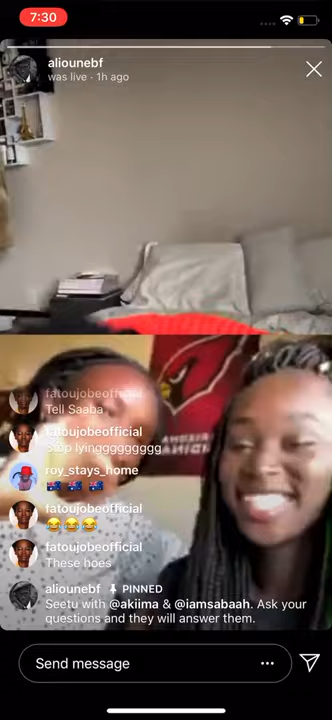 7:30
aliounebf
was live · 1h ago
fatoujobeofficial
Tell Saaba
fatoujobeofficial
Stop lyingggggggggg
roy_stays_home
🇦🇺 🇦🇺 🇦🇺
fatoujobeofficial
😂😂😂
fatoujobeofficial
These hoes
aliounebf 📌 PINNED
Seetu with @akiima & @iamsabaah. Ask your
questions and they will answer them.
Send message